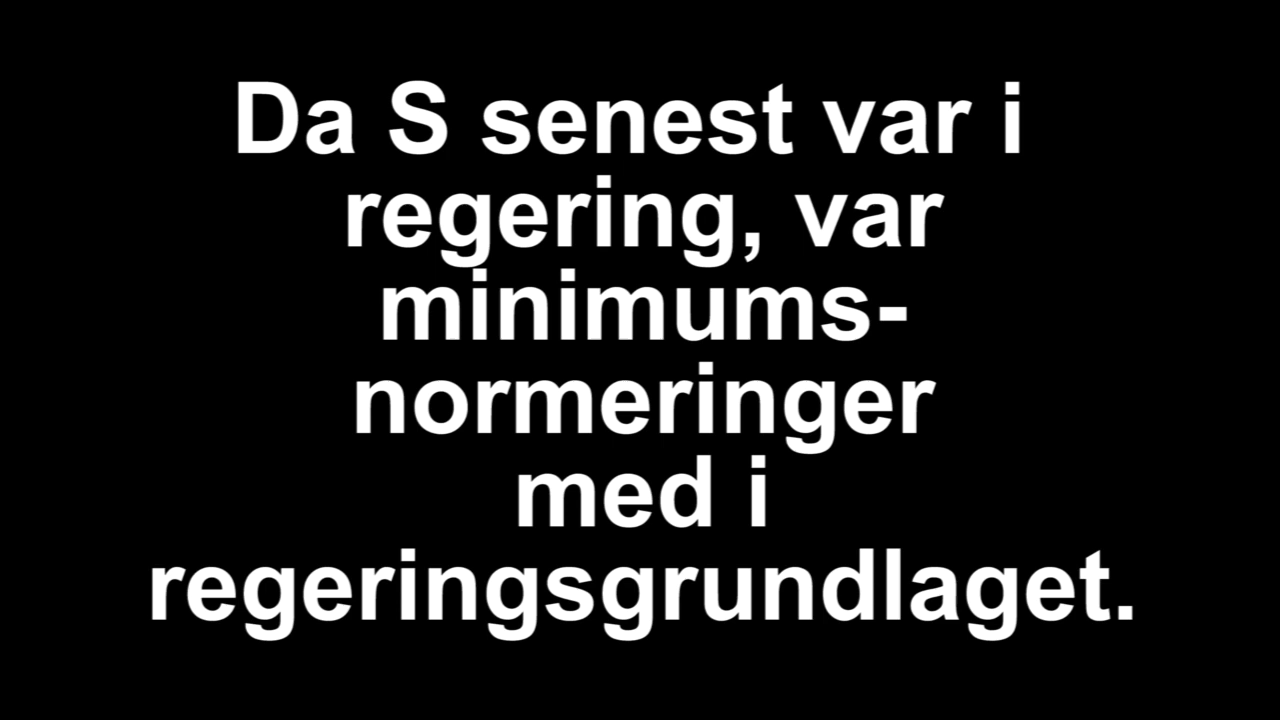 Da S senest var i
regering, var
minimums-
normeringer
med i
regeringsgrundlaget.